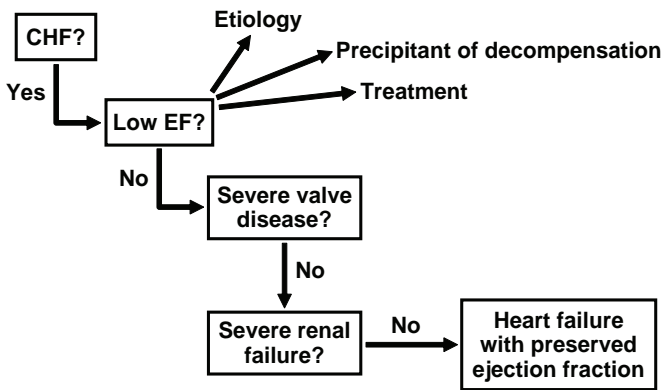 Etiology
CHF?
Precipitant of decompensation
Yes
Treatment
Low EF?
No
Severe valve
disease?
No
Severe renal
failure?
No
Heart failure
with preserved
ejection fraction